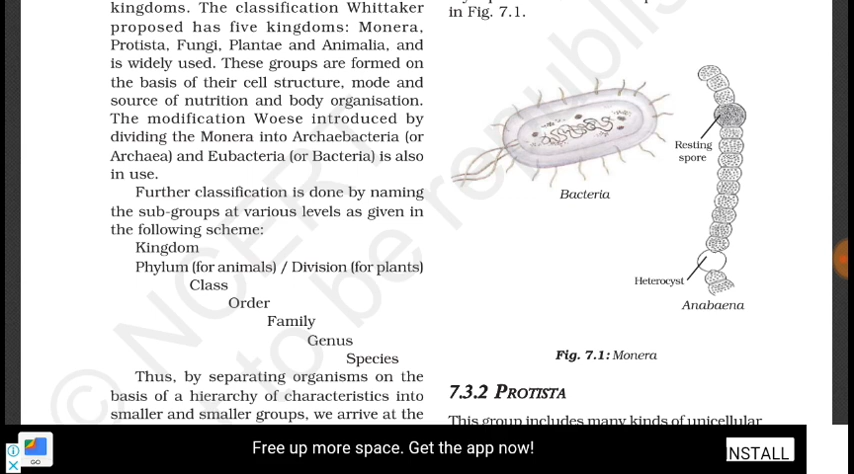 kingdoms. The classification Whittaker
proposed has five kingdoms: Monera,
Protista, Fungi, Plantae and Animalia, and
is widely used. These groups are formed on
the basis of their cell structure, mode and
source of nutrition and body organisation.
The modification Woese introduced by
dividing the Monera into Archaebacteria (or
Archaea) and Eubacteria (or Bacteria) is also
in use.
Further classification is done by naming
the sub-groups at various levels as given in
the following scheme:
Kingdom
Phylum (for animals) / Division (for plants)
Class
Order
Family
Genus
Species
Thus, by separating organisms on the
basis of a hierarchy of characteristics into
smaller and smaller groups, we arrive at the
in Fig. 7.1.
Resting
spore
Bacteria
Heterocyst
Anabaena
Fig. 7.1: Monera
7.3.2 PROTISTA
This group includes many kinds of unicellular
© NCERT
to be republis
GO
Free up more space. Get the app now!
INSTALL